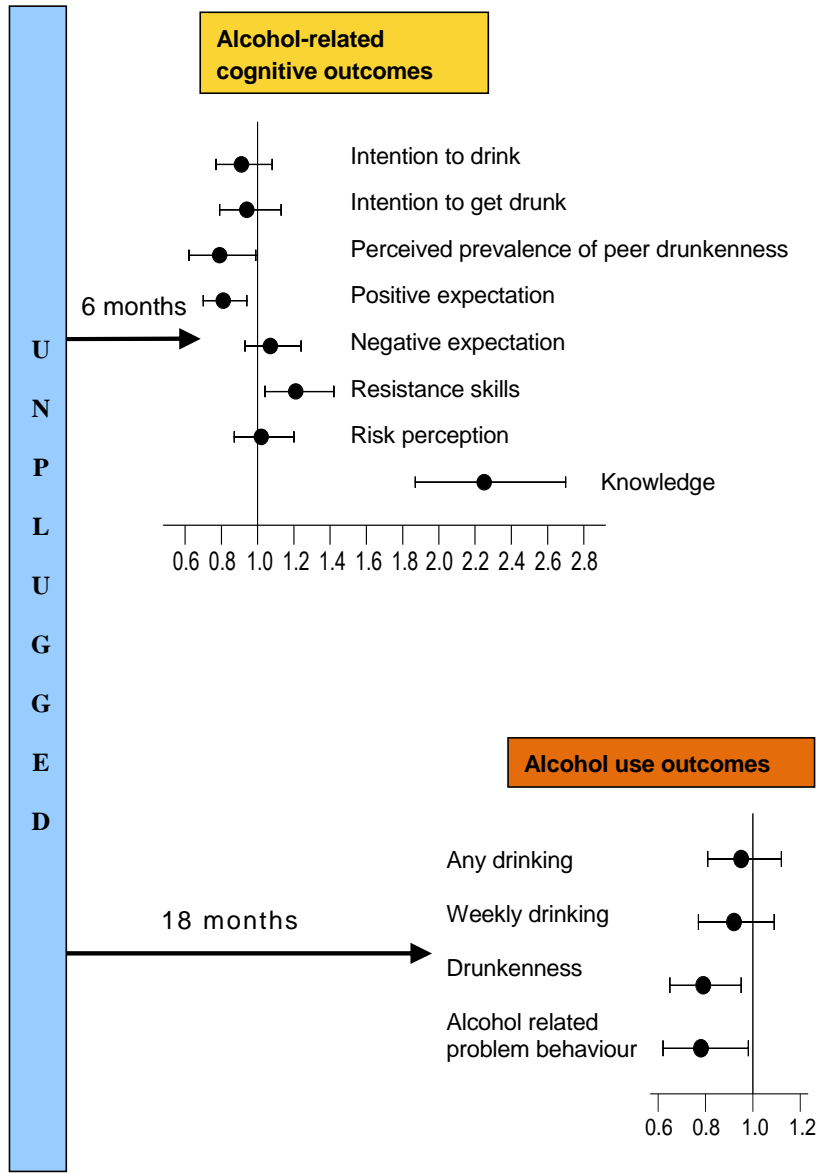 Alcohol-related
cognitive outcomes
Intention to drink
Intention to get drunk
Perceived prevalence of peer drunkenness
Positive expectation
6 months
Negative expectation
Resistance skills
Risk perception
Knowledge
0.6 0.8 1.0 1.2 1.4 1.6 1.8 2.0 2.2 2.4 2.6 2.8
U
N
P
L
U
G
G
E
D
Alcohol use outcomes
Any drinking
Weekly drinking
18 months
Drunkenness
Alcohol related
problem behaviour
0.6 0.8 1.0 1.2